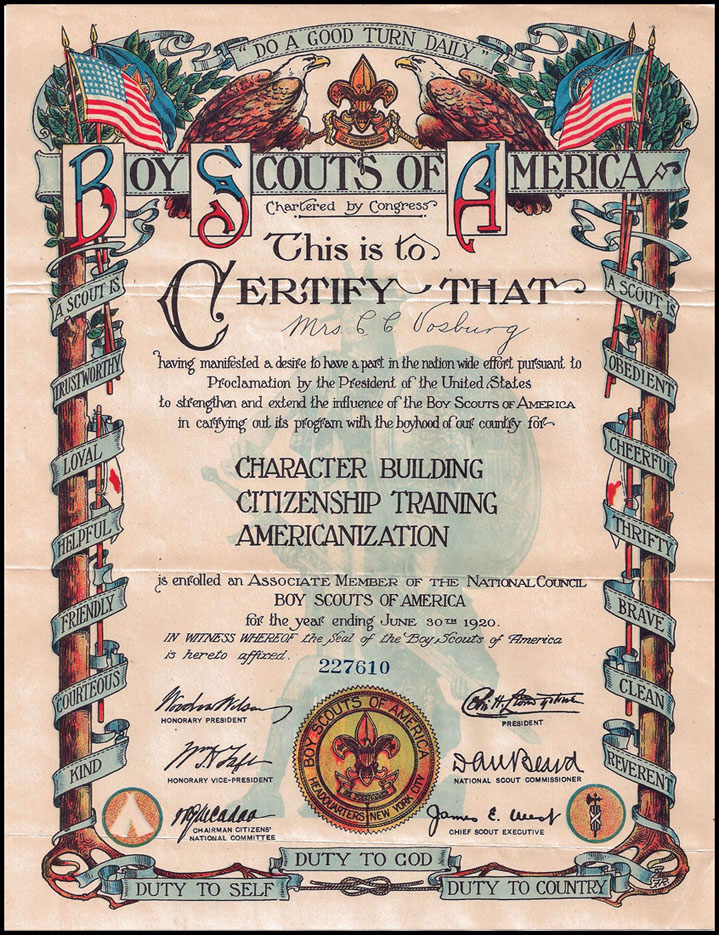 "DO A GOOD TURN DAILY"
BE PREPARED
BOY SCOUTS OF AMERICA
Chartered by Congress
This is to
CERTIFY THAT
Mrs. C C Vosburg
having manifested a desire to have a part in the nation wide effort pursuant to
Proclamation by the President of the United States
to strengthen and extend the influence of the BOY SCOUTS OF AMERICA
in carrying out its program with the boyhood of our country for
CHARACTER BUILDING
CITIZENSHIP TRAINING
AMERICANIZATION
is enrolled an ASSOCIATE MEMBER OF THE NATIONAL COUNCIL
BOY SCOUTS OF AMERICA
for the year ending JUNE 30TH 1920.
IN WITNESS WHEREOF the seal of the Boy Scouts of America
is hereto affixed.
227610
A SCOUT IS
TRUSTWORTHY
LOYAL
HELPFUL
FRIENDLY
COURTEOUS
KIND
A SCOUT IS
OBEDIENT
CHEERFUL
THRIFTY
BRAVE
CLEAN
REVERENT
Woodrow Wilson
HONORARY PRESIDENT
Wm H Taft
HONORARY VICE-PRESIDENT
W G McAdoo
CHAIRMAN CITIZENS'
NATIONAL COMMITTEE
BOY SCOUTS OF AMERICA
BE PREPARED
HEADQUARTERS NEW YORK CITY
Colin H. Livingstone
PRESIDENT
Dan Beard
NATIONAL SCOUT COMMISSIONER
James E. West
CHIEF SCOUT EXECUTIVE
DUTY TO GOD
DUTY TO SELF
DUTY TO COUNTRY